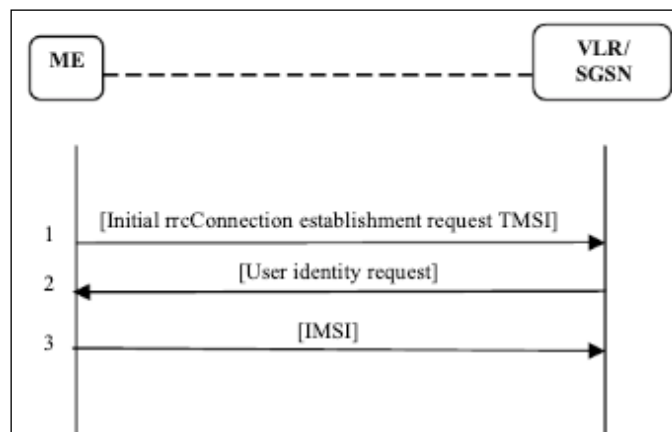 ME
VLR/
SGSN
[Initial rrcConnection establishment request TMSI]
1
[User identity request]
2
[IMSI]
3